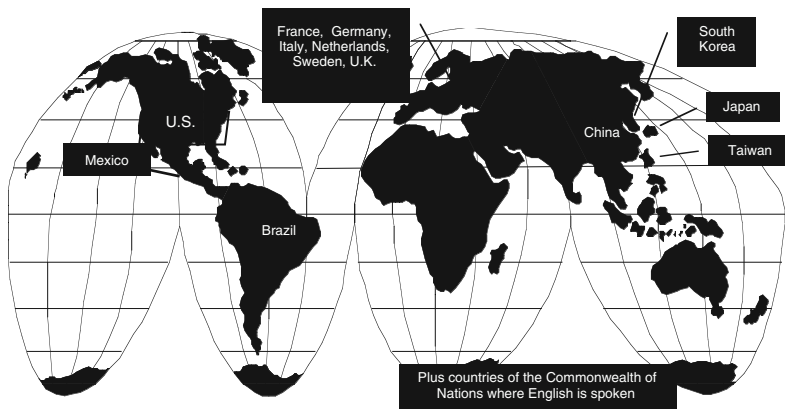 France, Germany,
Italy, Netherlands,
Sweden, U.K.
South
Korea
U.S.
Japan
China
Mexico
Taiwan
Brazil
Plus countries of the Commonwealth of
Nations where English is spoken